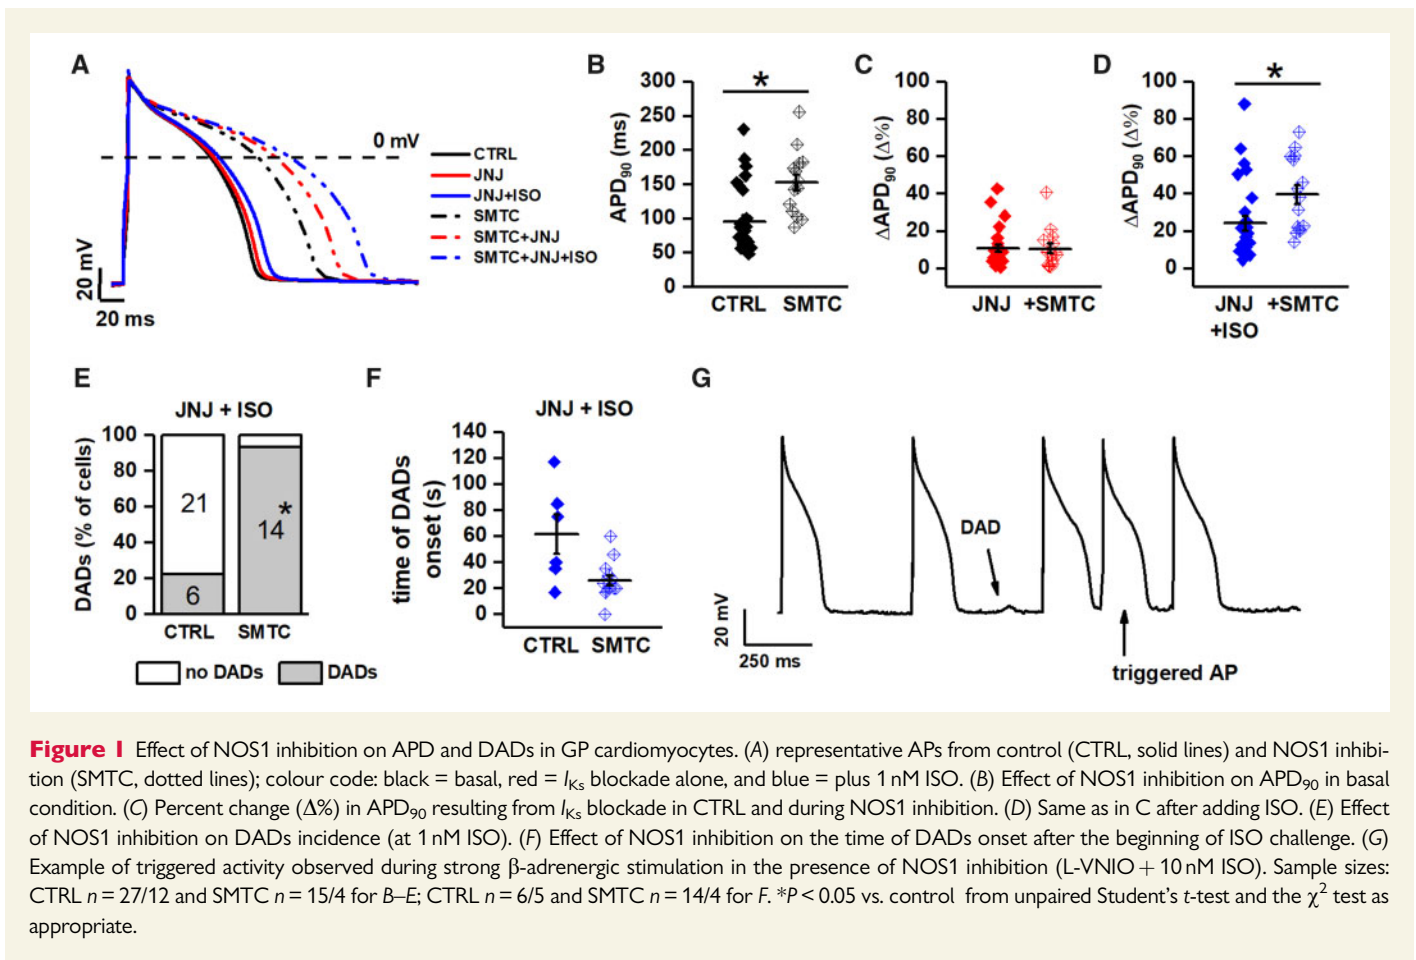 A
0 mV
CTRL
JNJ
JNJ+ISO
SMTC
SMTC+JNJ
SMTC+JNJ+ISO
20 mV
20 ms
B
APD90 (ms)
300
250
200
150
100
50
0
*
CTRL SMTC
C
ΔAPD90 (Δ%)
100
80
60
40
20
0
JNJ +SMTC
D
ΔAPD90 (Δ%)
100
80
60
40
20
0
*
JNJ +SMTC
+ISO
E
JNJ + ISO
DADs (% of cells)
100
80
60
40
20
0
21
6
*
14
CTRL SMTC
no DADs DADs
F
JNJ + ISO
time of DADs
onset (s)
140
120
100
80
60
40
20
0
CTRL SMTC
G
DAD
20 mV
250 ms
triggered AP
Figure 1 Effect of NOS1 inhibition on APD and DADs in GP cardiomyocytes. (A) representative APs from control (CTRL, solid lines) and NOS1 inhibi-
tion (SMTC, dotted lines); colour code: black = basal, red = IKs blockade alone, and blue = plus 1 nM ISO. (B) Effect of NOS1 inhibition on APD90 in basal
condition. (C) Percent change (Δ%) in APD90 resulting from IKs blockade in CTRL and during NOS1 inhibition. (D) Same as in C after adding ISO. (E) Effect
of NOS1 inhibition on DADs incidence (at 1 nM ISO). (F) Effect of NOS1 inhibition on the time of DADs onset after the beginning of ISO challenge. (G)
Example of triggered activity observed during strong β-adrenergic stimulation in the presence of NOS1 inhibition (L-VNIO + 10 nM ISO). Sample sizes:
CTRL n = 27/12 and SMTC n = 15/4 for B–E; CTRL n = 6/5 and SMTC n = 14/4 for F. *P < 0.05 vs. control from unpaired Student's t-test and the χ² test as
appropriate.